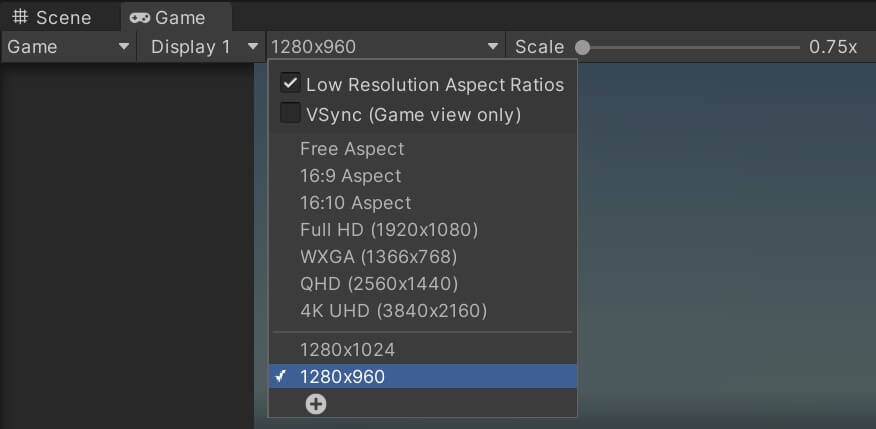 Scene Game
Game Display 1 1280x960 Scale 0.75x
Low Resolution Aspect Ratios
VSync (Game view only)
Free Aspect
16:9 Aspect
16:10 Aspect
Full HD (1920x1080)
WXGA (1366x768)
QHD (2560x1440)
4K UHD (3840x2160)
1280x1024
1280x960